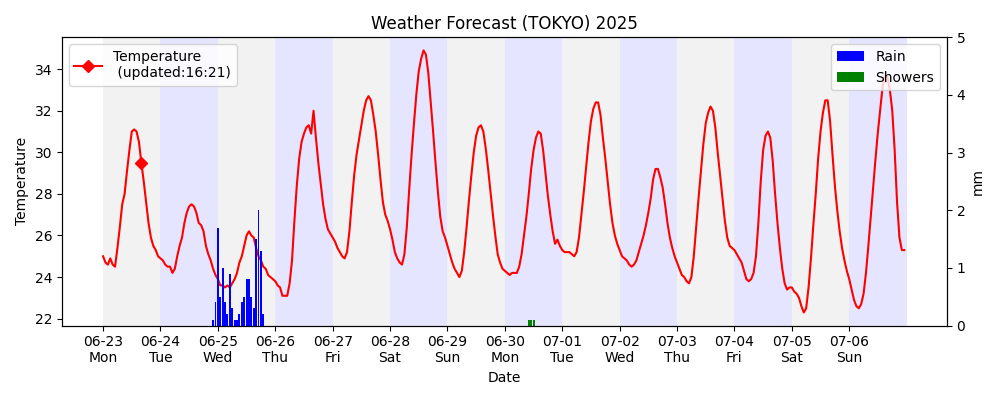 Weather Forecast (TOKYO) 2025
Temperature
(updated:16:21)
Rain
Showers
34
32
30
28
26
24
22
Temperature
5
4
3
2
1
0
mm
06-23 06-24 06-25 06-26 06-27 06-28 06-29 06-30 07-01 07-02 07-03 07-04 07-05 07-06
Mon Tue Wed Thu Fri Sat Sun Mon Tue Wed Thu Fri Sat Sun
Date